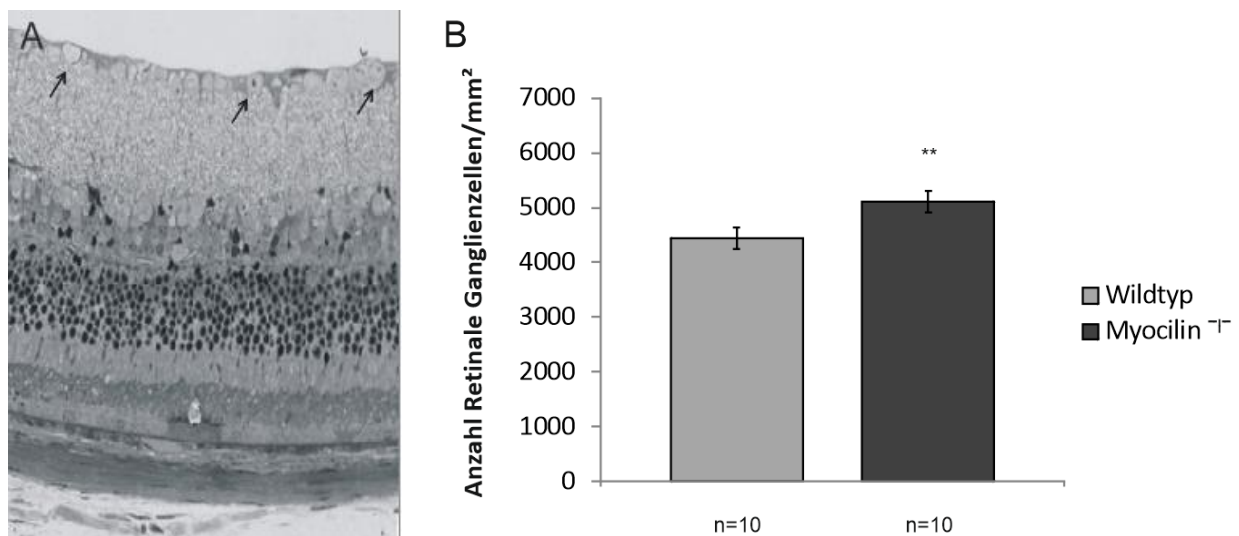 A
B
Anzahl Retinale Ganglienzellen/mm²
7000
6000
5000
4000
3000
2000
1000
0
**
n=10
n=10
Wildtyp
Myocilin ⁻/⁻